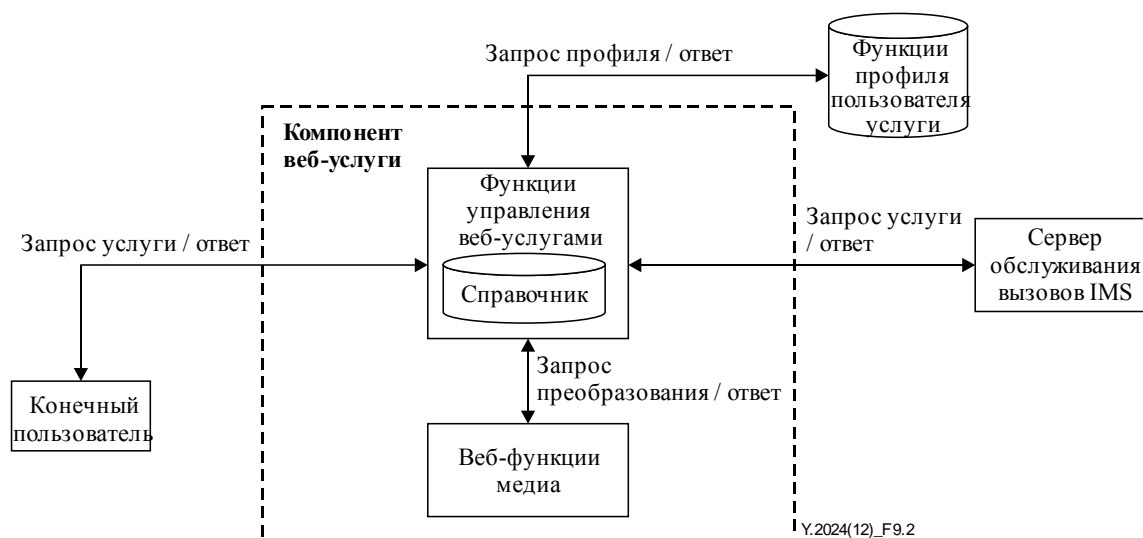 Запрос профиля / ответ
Функции
профиля
пользователя
услуги
Компонент
веб-услуги
Функции
управления
веб-услугами
Справочник
Запрос услуги / ответ
Запрос услуги
/ ответ
Сервер
обслуживания
вызовов IMS
Запрос
преобразования / ответ
Конечный
пользователь
Веб-функции
медиа
Y.2024(12)_F9.2